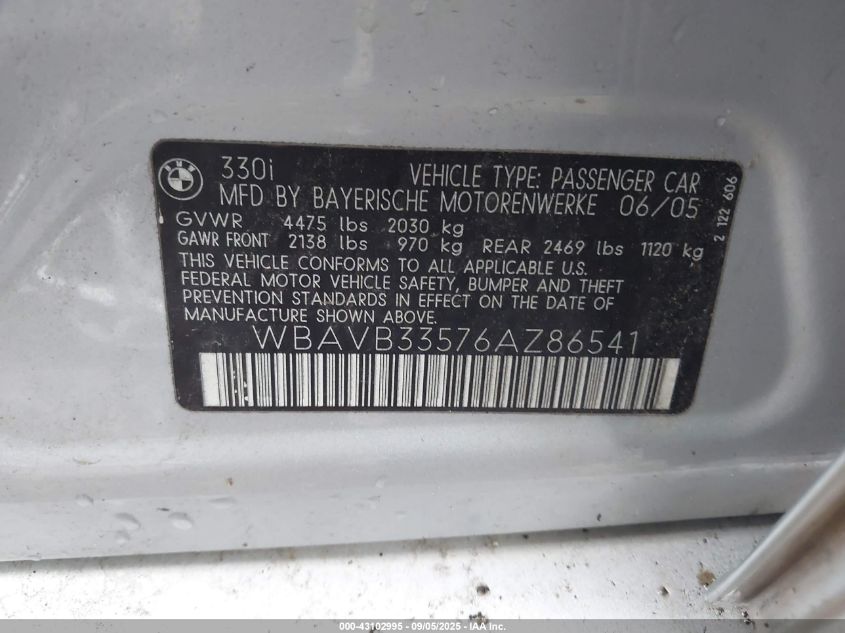 BMW
330i VEHICLE TYPE: PASSENGER CAR
MFD BY BAYERISCHE MOTORENWERKE 06/05
GVWR 4475 lbs 2030 kg
GAWR FRONT 2138 lbs 970 kg REAR 2469 lbs 1120 kg
THIS VEHICLE CONFORMS TO ALL APPLICABLE U.S.
FEDERAL MOTOR VEHICLE SAFETY, BUMPER AND THEFT
PREVENTION STANDARDS IN EFFECT ON THE DATE OF
MANUFACTURE SHOWN ABOVE.
WBAVB33576AZ86541
2 122 606
000-43102995 - 09/05/2025 - IAA Inc.